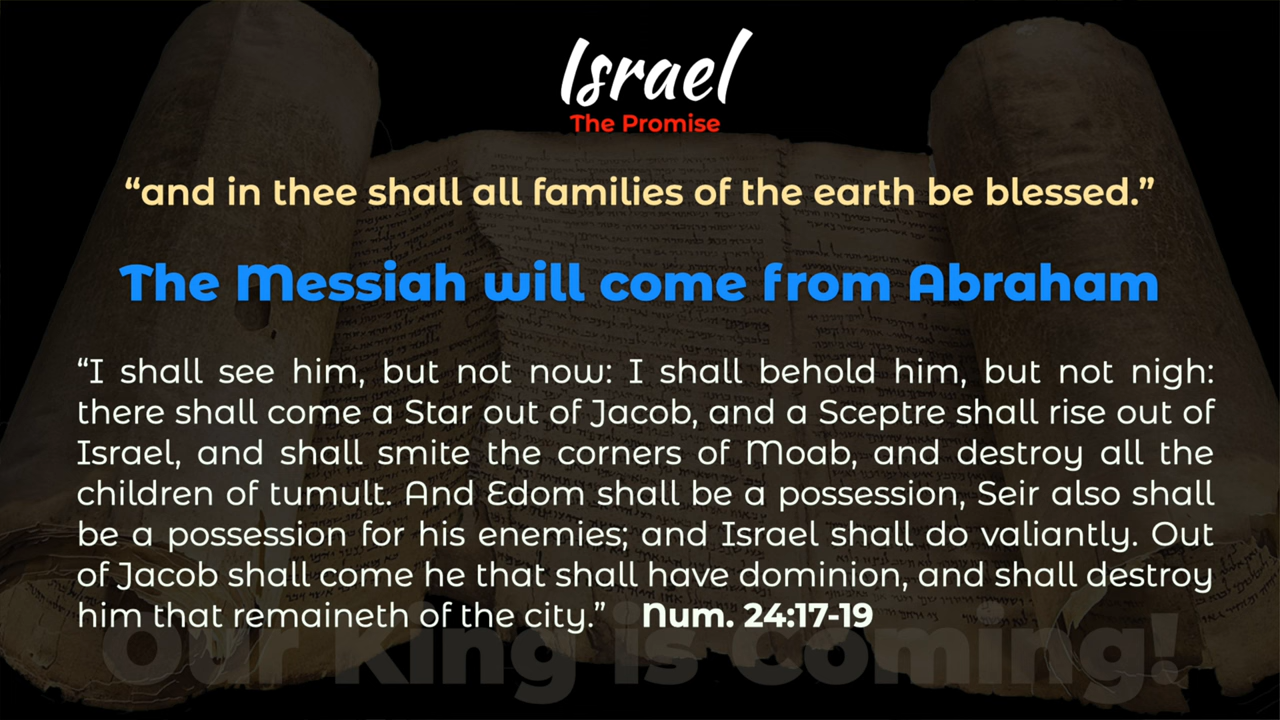 Israel
The Promise
“and in thee shall all families of the earth be blessed.”
The Messiah will come from Abraham
“I shall see him, but not now: I shall behold him, but not nigh:
there shall come a Star out of Jacob, and a Sceptre shall rise out of
Israel, and shall smite the corners of Moab, and destroy all the
children of tumult. And Edom shall be a possession, Seir also shall
be a possession for his enemies; and Israel shall do valiantly. Out
of Jacob shall come he that shall have dominion, and shall destroy
him that remaineth of the city.” Num. 24:17-19
Our King is Coming!